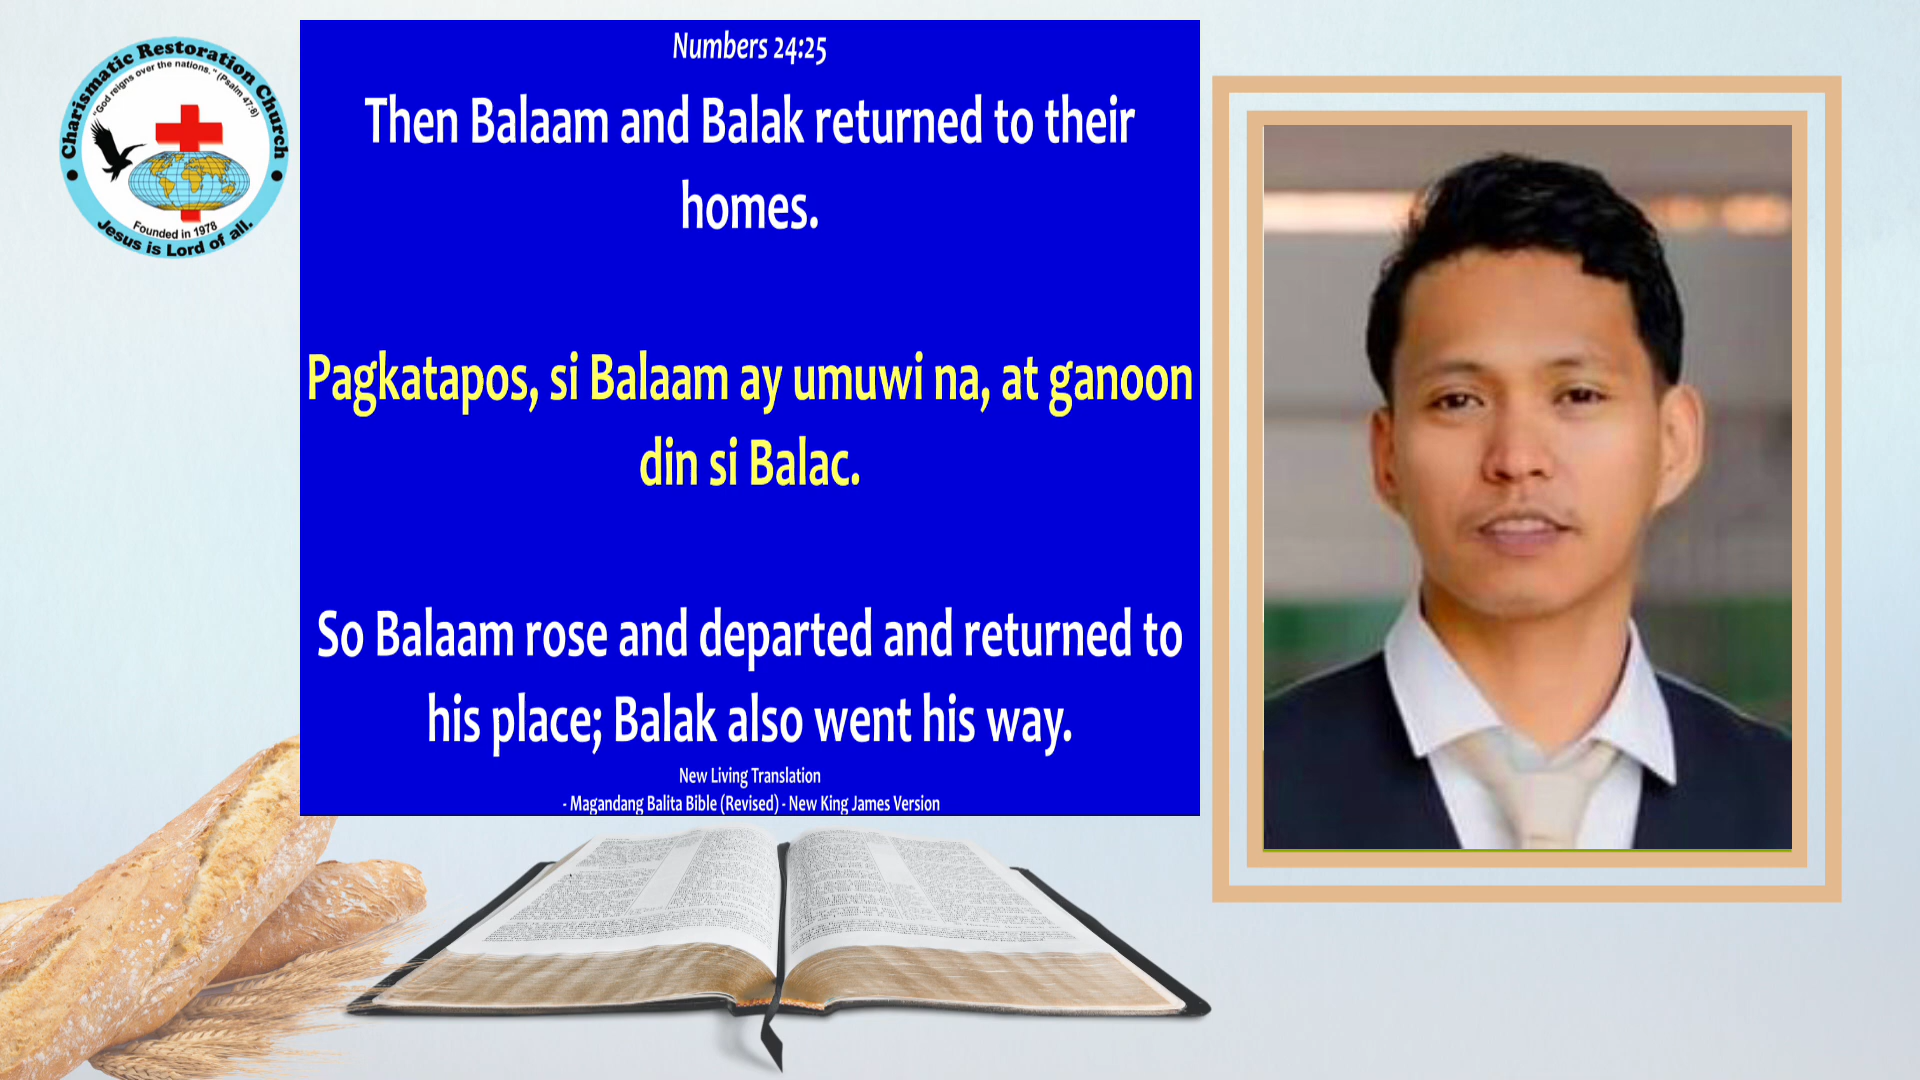 Charismatic Restoration Church
"God reigns over the nations." (Psalm 47:8)
Founded in 1978
Jesus is Lord of all.
Numbers 24:25
Then Balaam and Balak returned to their
homes.
Pagkatapos, si Balaam ay umuwi na, at ganoon
din si Balac.
So Balaam rose and departed and returned to
his place; Balak also went his way.
New Living Translation
- Magandang Balita Bible (Revised) - New King James Version